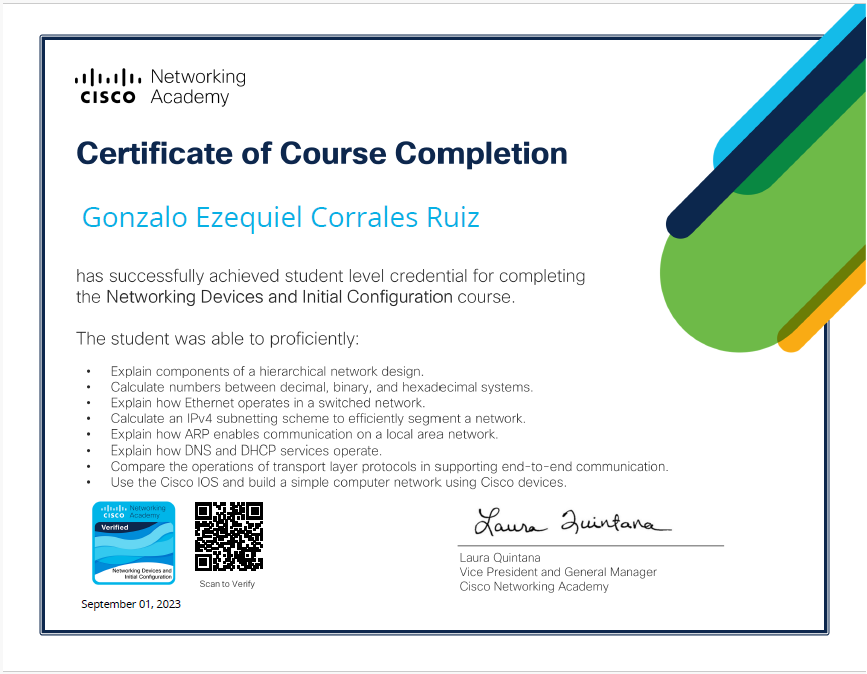 Networking
CISCO Academy
Certificate of Course Completion
Gonzalo Ezequiel Corrales Ruiz
has successfully achieved student level credential for completing
the Networking Devices and Initial Configuration course.
The student was able to proficiently:
• Explain components of a hierarchical network design.
• Calculate numbers between decimal, binary, and hexadecimal systems.
• Explain how Ethernet operates in a switched network.
• Calculate an IPv4 subnetting scheme to efficiently segment a network.
• Explain how ARP enables communication on a local area network.
• Explain how DNS and DHCP services operate.
• Compare the operations of transport layer protocols in supporting end-to-end communication.
• Use the Cisco IOS and build a simple computer network using Cisco devices.
Networking
CISCO Academy
Verified
Networking Devices and
Initial Configuration
Scan to Verify
September 01, 2023
Laura Quintana
Laura Quintana
Vice President and General Manager
Cisco Networking Academy